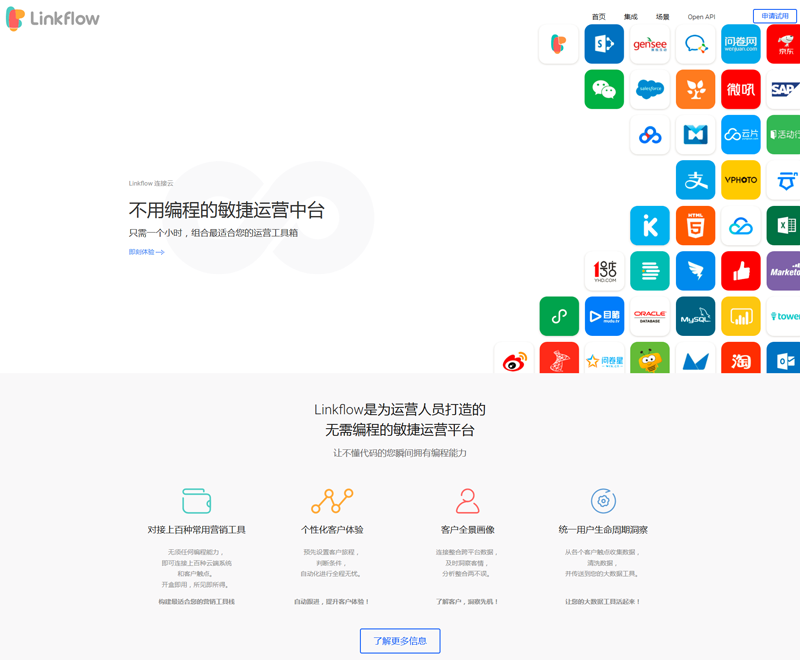 Linkflow
首页 集成 场景 Open API 申请试用
gensee
问卷网
wenjuan.com
京东
salesforce
微吼
SAP
云片
活动行
VPHOTO
HTML
1号店
YHD.COM
Marketo
目睹
mudu.tv
ORACLE
DATABASE
MySQL
tower
问卷星
淘
Linkflow 连接云
不用编程的敏捷运营中台
只需一个小时，组合最适合您的运营工具箱
即刻体验
Linkflow是为运营人员打造的
无需编程的敏捷运营平台
让不懂代码的您瞬间拥有编程能力
对接上百种常用营销工具
无须任何编程能力，
即可连接上百种云端系统
和客户触点。
开盒即用，所见即所得。
构建最适合您的营销工具栈
个性化客户体验
预先设置客户旅程，
判断条件，
自动化进行全程无忧。
自动跟进，提升客户体验！
客户全景画像
连接整合跨平台数据，
及时洞察客情，
分析整合两不误。
了解客户，洞察先机！
统一用户生命周期洞察
从各个客户触点收集数据，
清洗数据，
并传送到您的大数据工具。
让您的大数据工具活起来！
了解更多信息